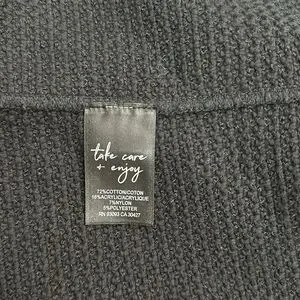 take care
+ enjoy
72%COTTON/COTON
16%ACRYLIC/ACRYLIQUE
7%NYLON
5%POLYESTER
RN 93093 CA 30427